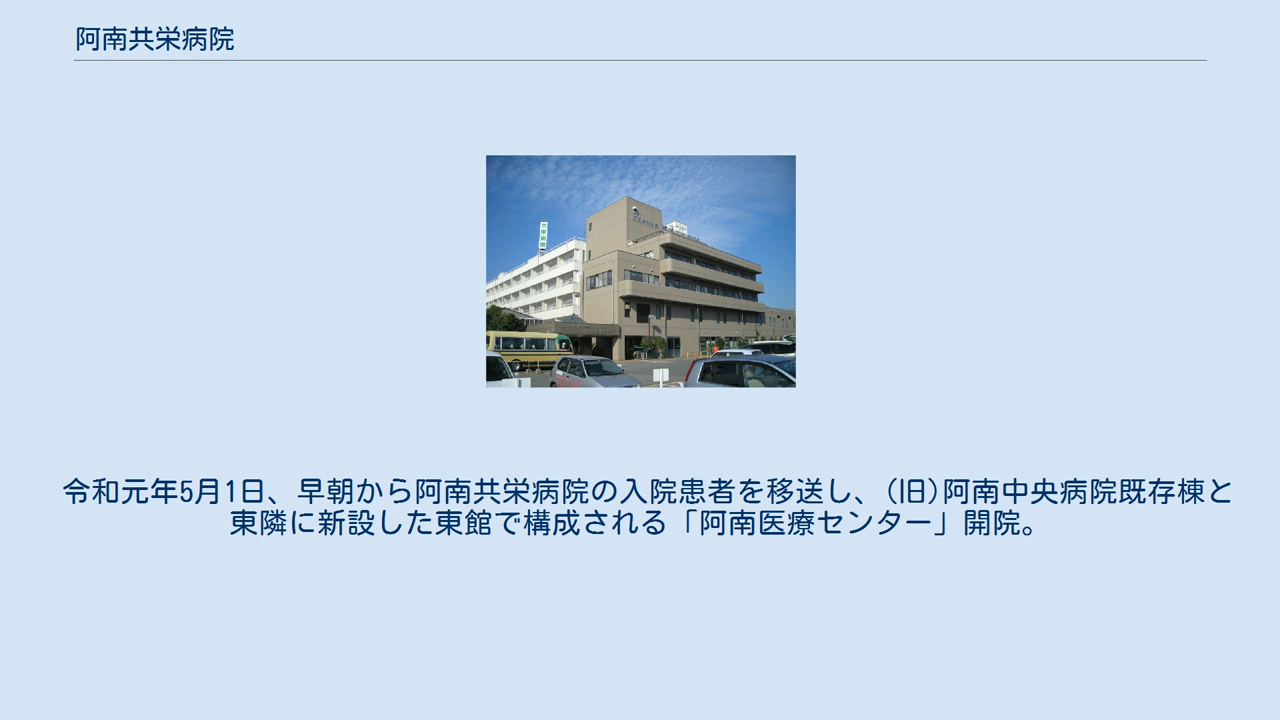 阿南共栄病院
令和元年5月1日、早朝から阿南共栄病院の入院患者を移送し、(旧)阿南中央病院既存棟と
東隣に新設した東館で構成される「阿南医療センター」開院。